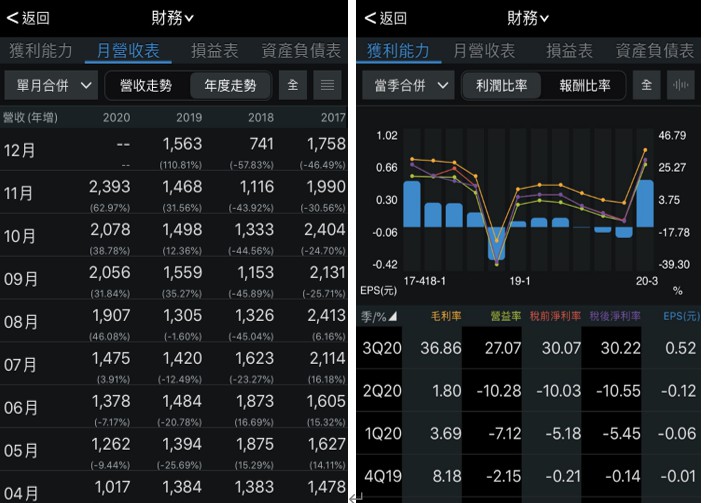 <返回 財務
獲利能力 月營收表 損益表 資產負債表
單月合併 營收走勢 年度走勢 全
營收(年增) 2020 2019 2018 2017
12月 -- 1,563 741 1,758
-- (110.81%) (-57.83%) (-46.49%)
11月 2,393 1,468 1,116 1,990
(62.97%) (31.56%) (-43.92%) (-30.56%)
10月 2,078 1,498 1,333 2,404
(38.78%) (12.36%) (-44.56%) (-24.70%)
09月 2,056 1,559 1,153 2,131
(31.84%) (35.27%) (-45.89%) (-25.71%)
08月 1,907 1,305 1,326 2,413
(46.08%) (-1.60%) (-45.04%) (6.16%)
07月 1,475 1,420 1,623 2,114
(3.91%) (-12.49%) (-23.27%) (16.18%)
06月 1,378 1,484 1,873 1,605
(-7.17%) (-20.78%) (16.69%) (15.32%)
05月 1,262 1,394 1,875 1,627
(-9.44%) (-25.69%) (15.29%) (14.11%)
04月 1,017 1,384 1,383 1,478
<返回 財務
獲利能力 月營收表 損益表 資產負債表
當季合併 利潤比率 報酬比率 全
1.02 46.79
0.66 25.27
0.30 3.75
-0.06 -17.78
-0.42 -39.30
17-418-1 19-1 20-3
EPS(元) %
季/% 毛利率 營益率 稅前淨利率 稅後淨利率 EPS(元)
3Q20 36.86 27.07 30.07 30.22 0.52
2Q20 1.80 -10.28 -10.03 -10.55 -0.12
1Q20 3.69 -7.12 -5.18 -5.45 -0.06
4Q19 8.18 -2.15 -0.21 -0.14 -0.01